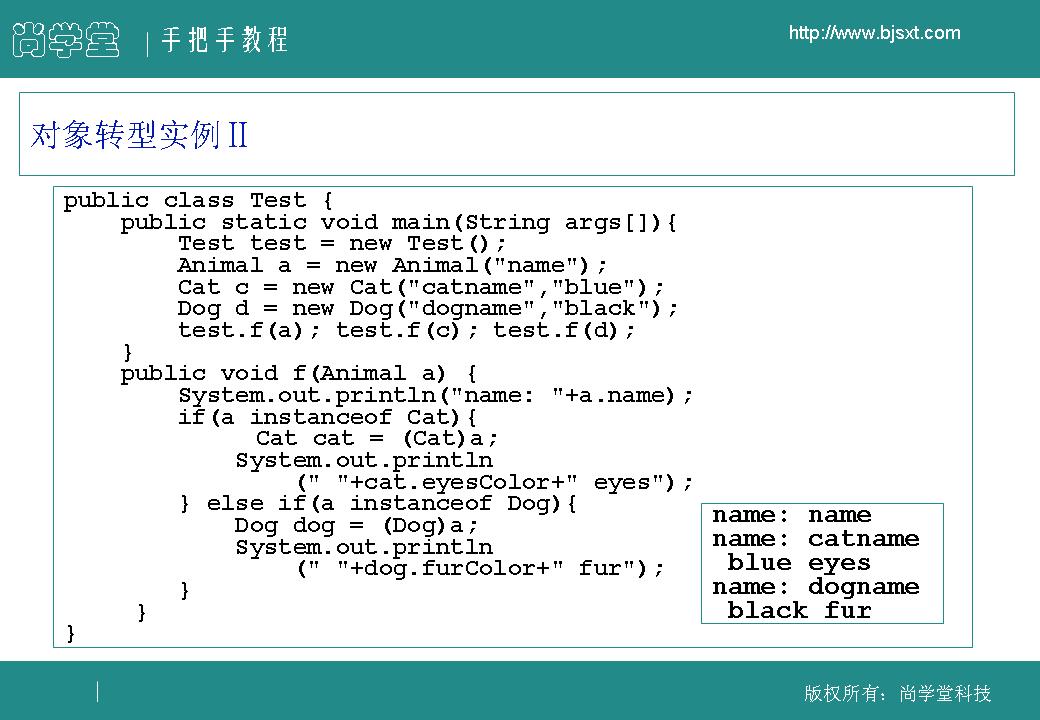 尚学堂 | 手把手教程
http://www.bjsxt.com
对象转型实例Ⅱ
public class Test {
    public static void main(String args[]){
        Test test = new Test();
        Animal a = new Animal("name");
        Cat c = new Cat("catname","blue");
        Dog d = new Dog("dogname","black");
        test.f(a); test.f(c); test.f(d);
    }
    public void f(Animal a) {
        System.out.println("name: "+a.name);
        if(a instanceof Cat){
            Cat cat = (Cat)a;
            System.out.println
                (" "+cat.eyesColor+" eyes");
        } else if(a instanceof Dog){
            Dog dog = (Dog)a;
            System.out.println
                (" "+dog.furColor+" fur");
        }
    }
}
name: name
name: catname
 blue eyes
name: dogname
 black fur
版权所有：尚学堂科技